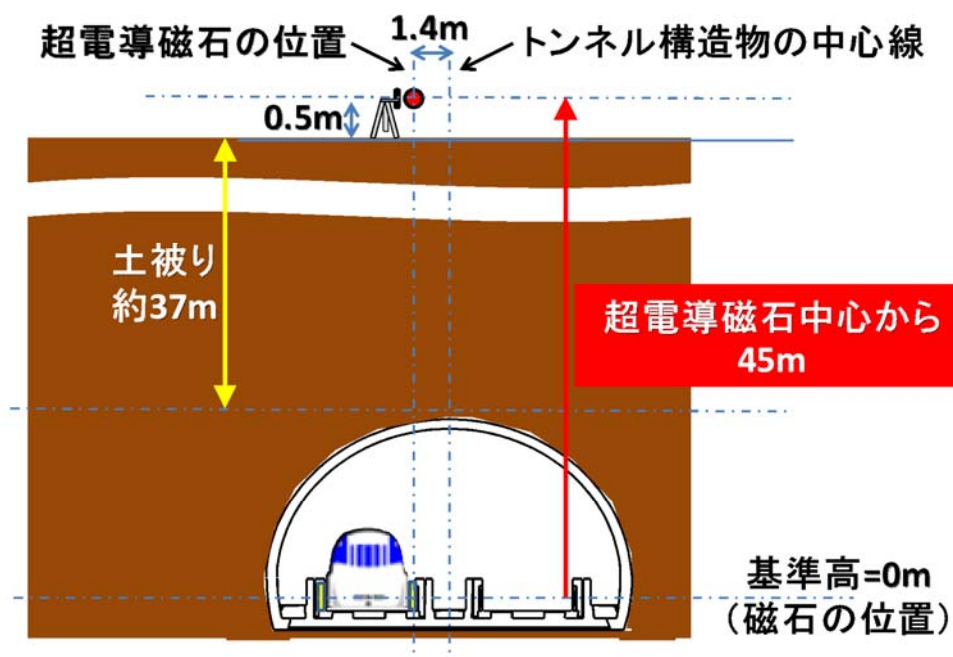 1.4m
超電導磁石の位置
トンネル構造物の中心線
0.5m
土被り
約37m
超電導磁石中心から
45m
基準高=0m
（磁石の位置）